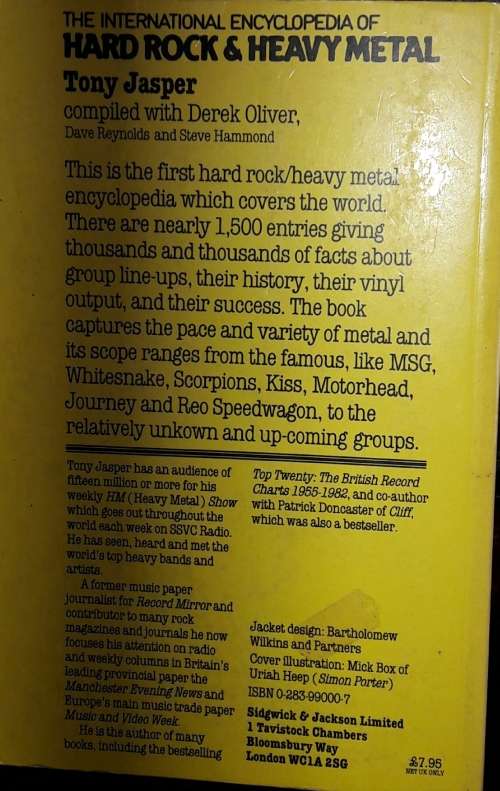 THE INTERNATIONAL ENCYCLOPEDIA OF
HARD ROCK & HEAVY METAL
Tony Jasper
compiled with Derek Oliver,
Dave Reynolds and Steve Hammond
This is the first hard rock/heavy metal
encyclopedia which covers the world.
There are nearly 1,500 entries giving
thousands and thousands of facts about
group line-ups, their history, their vinyl
output, and their success. The book
captures the pace and variety of metal and
its scope ranges from the famous, like MSG,
Whitesnake, Scorpions, Kiss, Motorhead,
Journey and Reo Speedwagon, to the
relatively unkown and up-coming groups.
Tony Jasper has an audience of
fifteen million or more for his
weekly HM (Heavy Metal) Show
which goes out throughout the
world each week on SSVC Radio.
He has seen, heard and met the
world's top heavy bands and
artists.
A former music paper
journalist for Record Mirror and
contributor to many rock
magazines and journals he now
focuses his attention on radio
and weekly columns in Britain's
leading provincial paper the
Manchester Evening News and
Europe's main music trade paper
Music and Video Week.
He is the author of many
books, including the bestselling
Top Twenty: The British Record
Charts 1955-1982, and co-author
with Patrick Doncaster of Cliff,
which was also a bestseller.
Jacket design: Bartholomew
Wilkins and Partners
Cover illustration: Mick Box of
Uriah Heep (Simon Porter)
ISBN 0-283-99000-7
Sidgwick & Jackson Limited
1 Tavistock Chambers
Bloomsbury Way
London WC1A 2SG
£7.95
NET UK ONLY